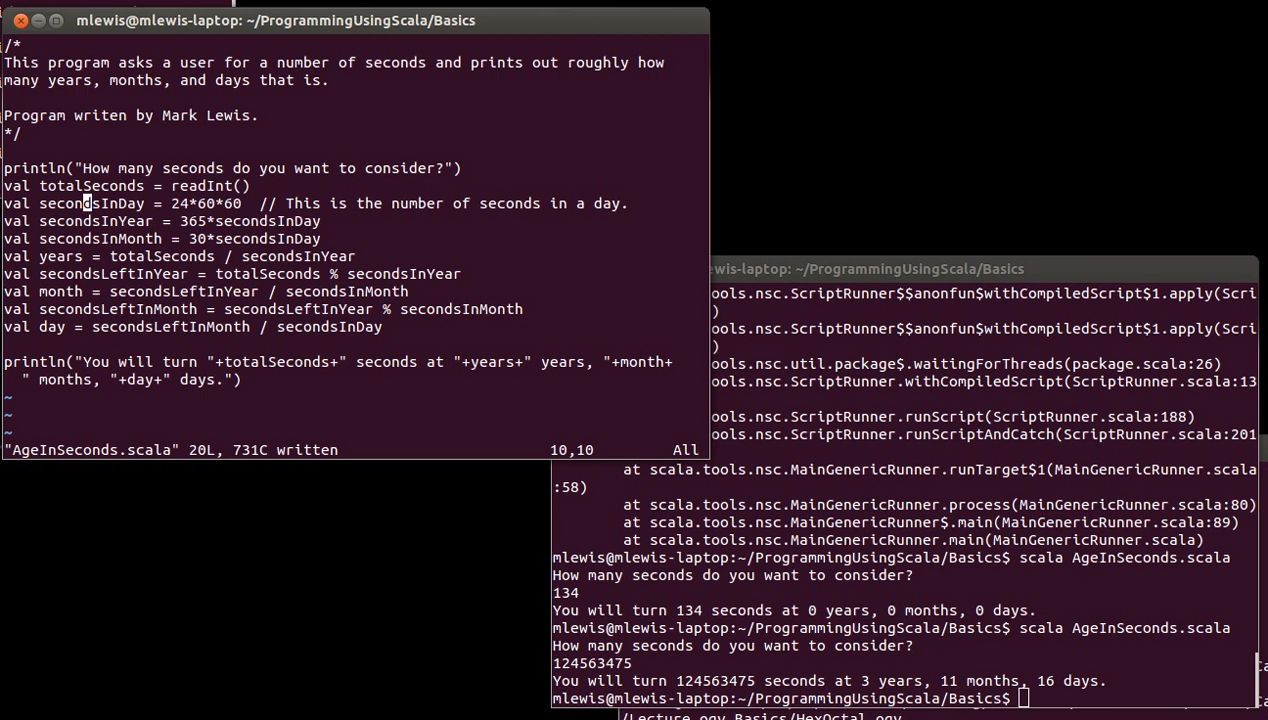 mlewis@mlewis-laptop: ~/ProgrammingUsingScala/Basics
/*
This program asks a user for a number of seconds and prints out roughly how
many years, months, and days that is.
Program writen by Mark Lewis.
*/
println("How many seconds do you want to consider?")
val totalSeconds = readInt()
val secondsInDay = 24*60*60  // This is the number of seconds in a day.
val secondsInYear = 365*secondsInDay
val secondsInMonth = 30*secondsInDay
val years = totalSeconds / secondsInYear
val secondsLeftInYear = totalSeconds % secondsInYear
val month = secondsLeftInYear / secondsInMonth
val secondsLeftInMonth = secondsLeftInYear % secondsInMonth
val day = secondsLeftInMonth / secondsInDay
println("You will turn "+totalSeconds+" seconds at "+years+" years, "+month+
" months, "+day+" days.")
~
~
~
"AgeInSeconds.scala" 20L, 731C written 10,10 All
ewis-laptop: ~/ProgrammingUsingScala/Basics
ools.nsc.ScriptRunner$$anonfun$withCompiledScript$1.apply(Scri
)
ools.nsc.ScriptRunner$$anonfun$withCompiledScript$1.apply(Scri
)
ools.nsc.util.package$.waitingForThreads(package.scala:26)
ools.nsc.ScriptRunner.withCompiledScript(ScriptRunner.scala:13
ools.nsc.ScriptRunner.runScript(ScriptRunner.scala:188)
ools.nsc.ScriptRunner.runScriptAndCatch(ScriptRunner.scala:201
at scala.tools.nsc.MainGenericRunner.runTarget$1(MainGenericRunner.scala
:58)
at scala.tools.nsc.MainGenericRunner.process(MainGenericRunner.scala:80)
at scala.tools.nsc.MainGenericRunner$.main(MainGenericRunner.scala:89)
at scala.tools.nsc.MainGenericRunner.main(MainGenericRunner.scala)
mlewis@mlewis-laptop:~/ProgrammingUsingScala/Basics$ scala AgeInSeconds.scala
How many seconds do you want to consider?
134
You will turn 134 seconds at 0 years, 0 months, 0 days.
mlewis@mlewis-laptop:~/ProgrammingUsingScala/Basics$ scala AgeInSeconds.scala
How many seconds do you want to consider?
124563475
You will turn 124563475 seconds at 3 years, 11 months, 16 days.
mlewis@mlewis-laptop:~/ProgrammingUsingScala/Basics$